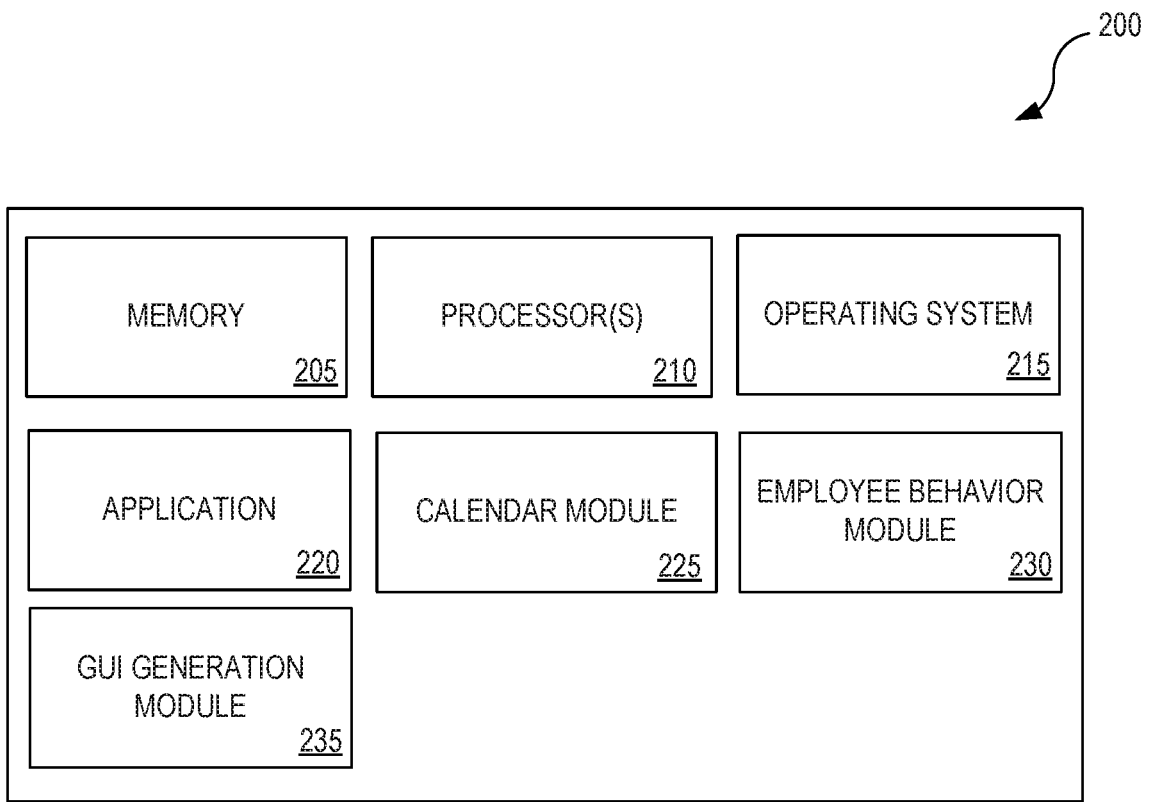 200
MEMORY
205
PROCESSOR(S)
210
OPERATING SYSTEM
215
APPLICATION
220
CALENDAR MODULE
225
EMPLOYEE BEHAVIOR
MODULE
230
GUI GENERATION
MODULE
235